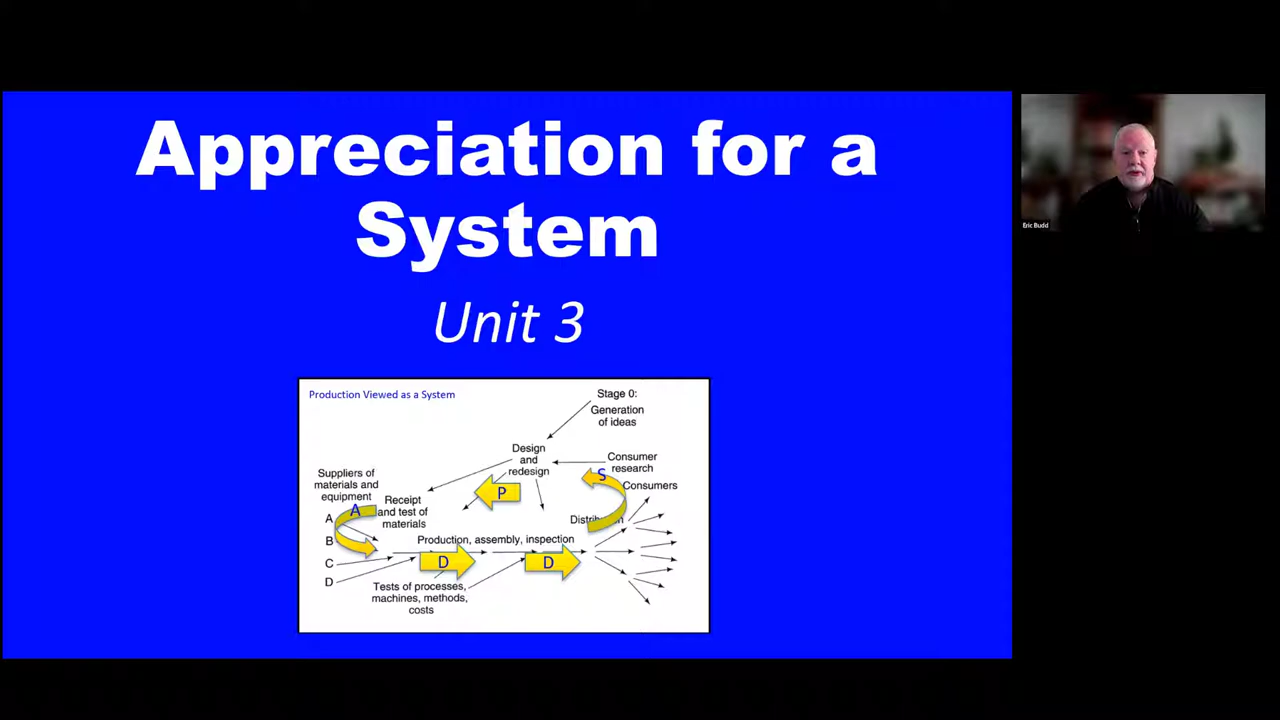 Appreciation for a
System
Unit 3
Production Viewed as a System
Stage 0:
Generation
of ideas
Design
and
redesign
Consumer
research
Consumers
Suppliers of
materials and
equipment
Receipt
and test of
materials
A
B
C
D
A
P
S
Production, assembly, inspection
D
D
Tests of processes,
machines, methods,
costs
Eric Budd